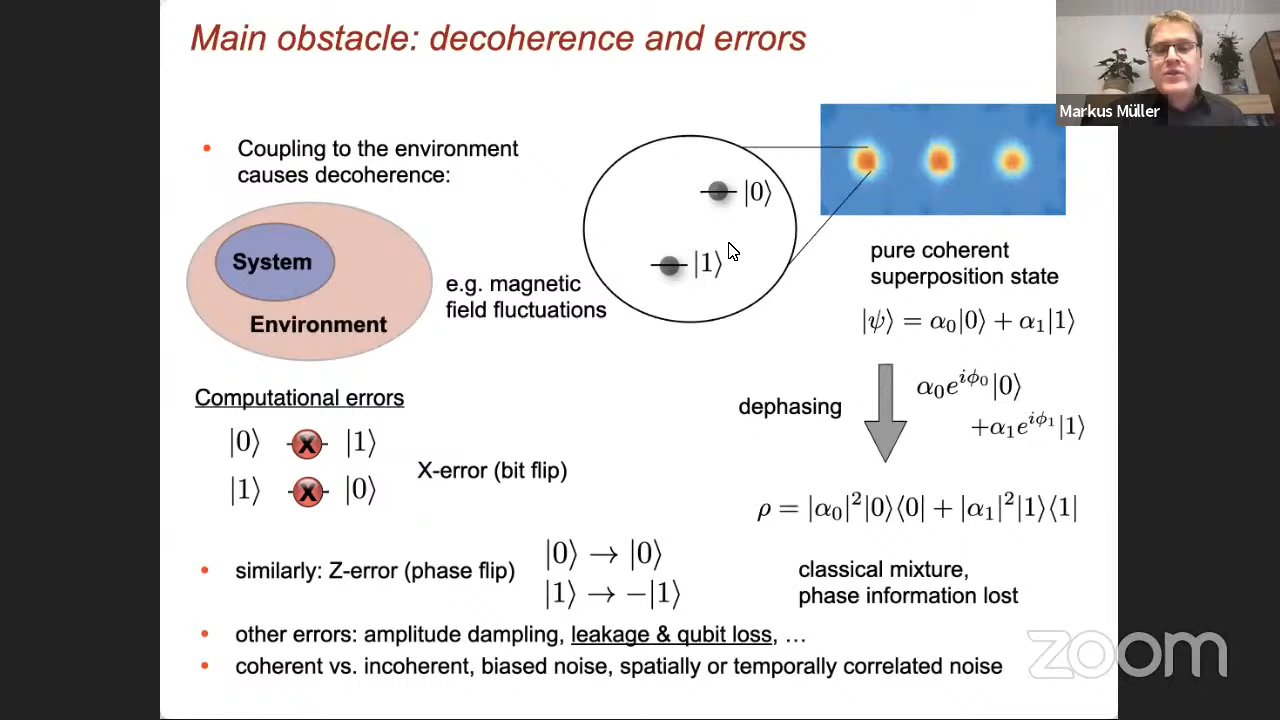 Main obstacle: decoherence and errors
Markus Müller
• Coupling to the environment
causes decoherence:
System
Environment
e.g. magnetic
field fluctuations
|0⟩
|1⟩
pure coherent
superposition state
|ψ⟩ = α₀|0⟩ + α₁|1⟩
dephasing
α₀e^{iϕ₀}|0⟩
+α₁e^{iϕ₁}|1⟩
ρ = |α₀|²|0⟩⟨0| + |α₁|²|1⟩⟨1|
classical mixture,
phase information lost
Computational errors
|0⟩ X |1⟩
|1⟩ X |0⟩
X-error (bit flip)
• similarly: Z-error (phase flip)
|0⟩ → |0⟩
|1⟩ → −|1⟩
• other errors: amplitude damping, leakage & qubit loss, …
• coherent vs. incoherent, biased noise, spatially or temporally correlated noise
zoom